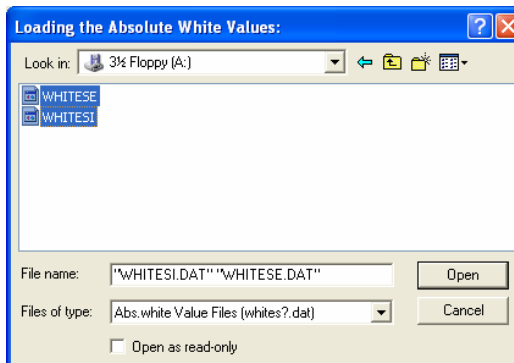 Loading the Absolute White Values:
Look in: 3½ Floppy (A:)
WHITESE
WHITESI
File name: "WHITESI.DAT" "WHITESE.DAT" Open
Files of type: Abs.white Value Files (whites?.dat) Cancel
Open as read-only